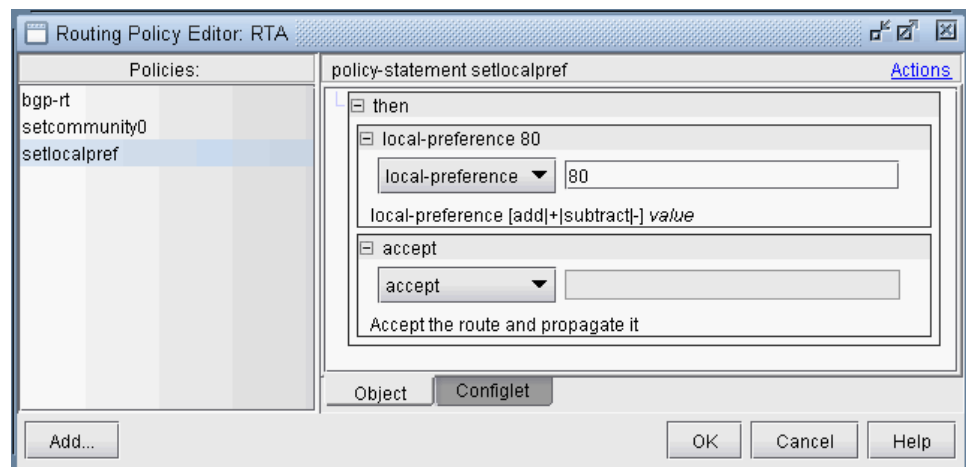 Routing Policy Editor: RTA
Policies:
bgp-rt
setcommunity0
setlocalpref
policy-statement setlocalpref
Actions
then
local-preference 80
local-preference
80
local-preference [add|+|subtract|-] value
accept
accept
Accept the route and propagate it
Object
Configlet
Add...
OK
Cancel
Help